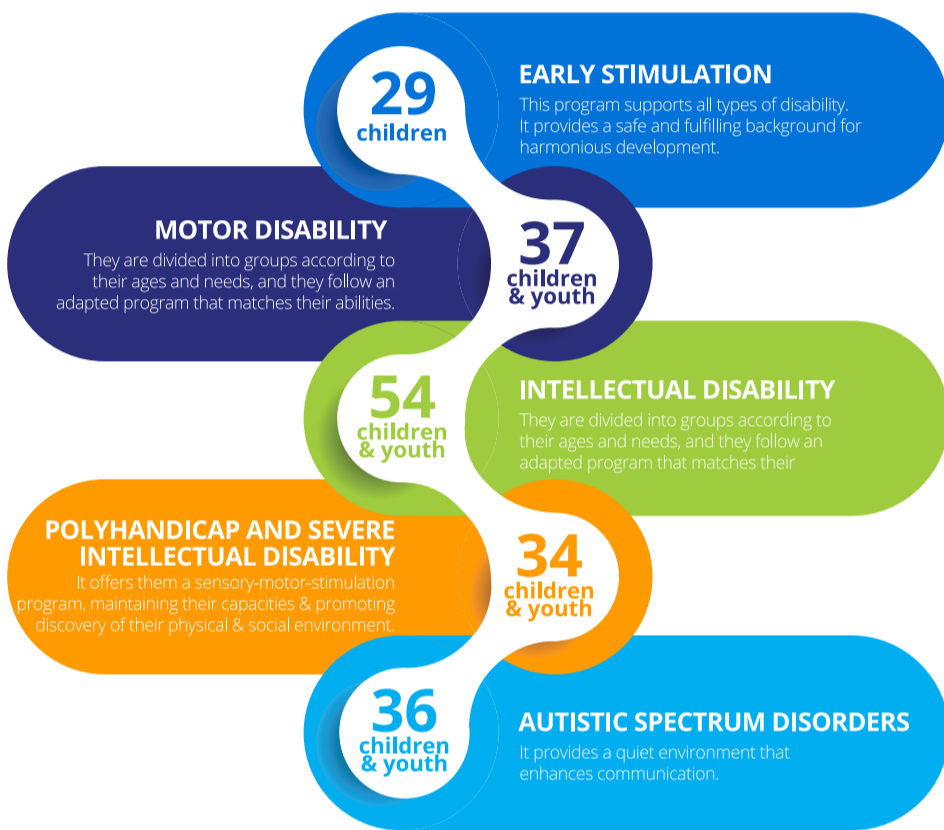 29
children
EARLY STIMULATION
This program supports all types of disability.
It provides a safe and fulfilling background for
harmonious development.
MOTOR DISABILITY
They are divided into groups according to
their ages and needs, and they follow an
adapted program that matches their abilities.
37
children
& youth
54
children
& youth
INTELLECTUAL DISABILITY
They are divided into groups according to
their ages and needs, and they follow an
adapted program that matches their
POLYHANDICAP AND SEVERE
INTELLECTUAL DISABILITY
It offers them a sensory-motor-stimulation
program, maintaining their capacities & promoting
discovery of their physical & social environment.
34
children
& youth
36
children
& youth
AUTISTIC SPECTRUM DISORDERS
It provides a quiet environment that
enhances communication.